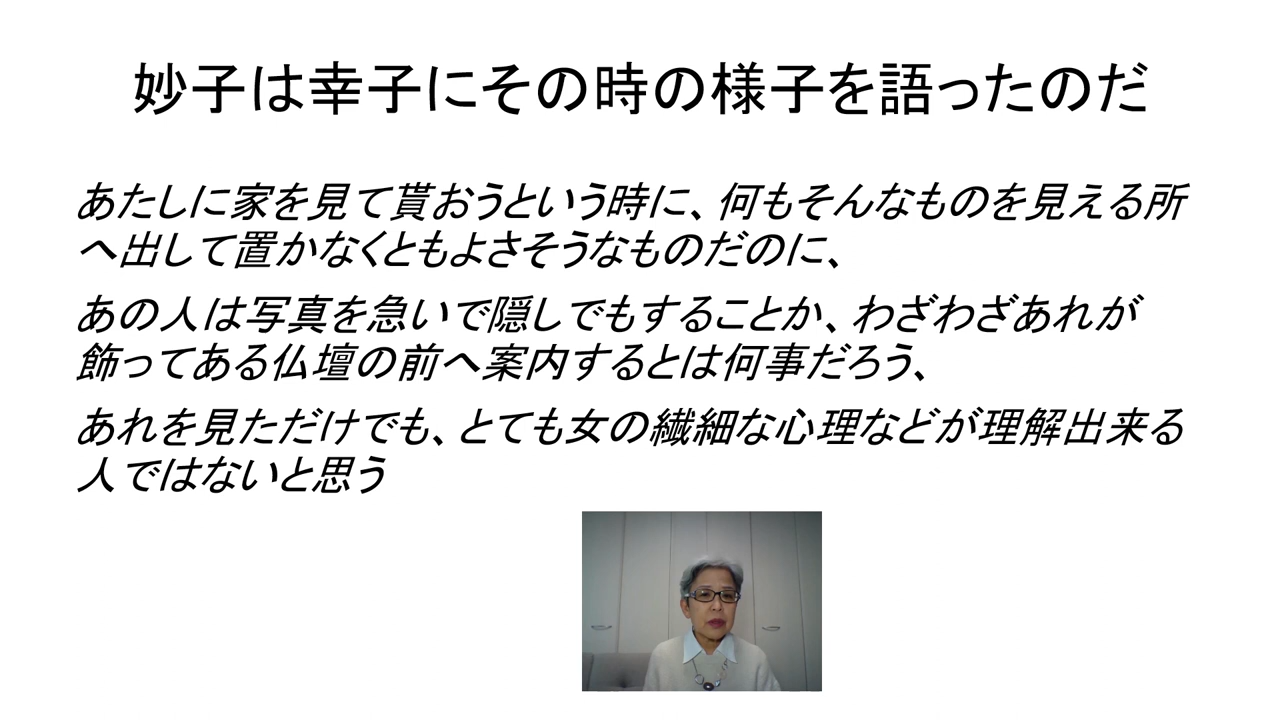 妙子は幸子にその時の様子を語ったのだ
あたしに家を見て貰おうという時に、何もそんなものを見える所
へ出して置かなくともよさそうなものだのに、
あの人は写真を急いで隠しでもすることか、わざわざあれが
飾ってある仏壇の前へ案内するとは何事だろう、
あれを見ただけでも、とても女の繊細な心理などが理解出来る
人ではないと思う